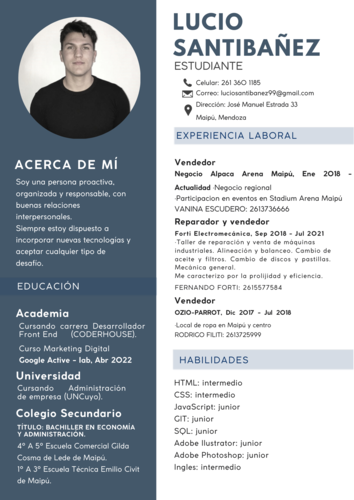 LUCIO
SANTIBAÑEZ
ESTUDIANTE
Celular: 261 360 1185
Correo: luciosantibanez99@gmail.com
Dirección: José Manuel Estrada 33
Maipú, Mendoza
ACERCA DE MÍ
Soy una persona proactiva,
organizada y responsable, con
buenas relaciones
interpersonales.
Siempre estoy dispuesto a
incorporar nuevas tecnologías y
aceptar cualquier tipo de
desafío.
EDUCACIÓN
Academia
Cursando carrera Desarrollador
Front End (CODERHOUSE).
Curso Marketing Digital
Google Active - lab, Abr 2022
Universidad
Cursando Administración
de empresa (UNCuyo).
Colegio Secundario
TÍTULO: BACHILLER EN ECONOMÍA
Y ADMINISTRACIÓN.
4° A 5° Escuela Comercial Gilda
Cosma de Lede de Maipú.
1° A 3° Escuela Técnica Emilio Civit
de Maipú.
EXPERIENCIA LABORAL
Vendedor
Negocio Alpaca Arena Maipú, Ene 2018 -
Actualidad ·Negocio regional
·Participacion en eventos en Stadium Arena Maipú
VANINA ESCUDERO: 2613736666
Reparador y vendedor
Forti Electromecánica, Sep 2018 - Jul 2021
·Taller de reparación y venta de máquinas
industriales. Alineación y balanceo. Cambio de
aceite y filtros. Cambio de discos y pastillas.
Mecánica general.
Me caracterizo por la prolijidad y eficiencia.
FERNANDO FORTI: 2615577584
Vendedor
OZIO-PARROT, Dic 2017 - Jul 2018
·Local de ropa en Maipú y centro
RODRIGO FILITI: 2613725999
HABILIDADES
HTML: intermedio
CSS: intermedio
JavaScript: junior
GIT: junior
SQL: junior
Adobe Ilustrator: junior
Adobe Photoshop: junior
Ingles: intermedio